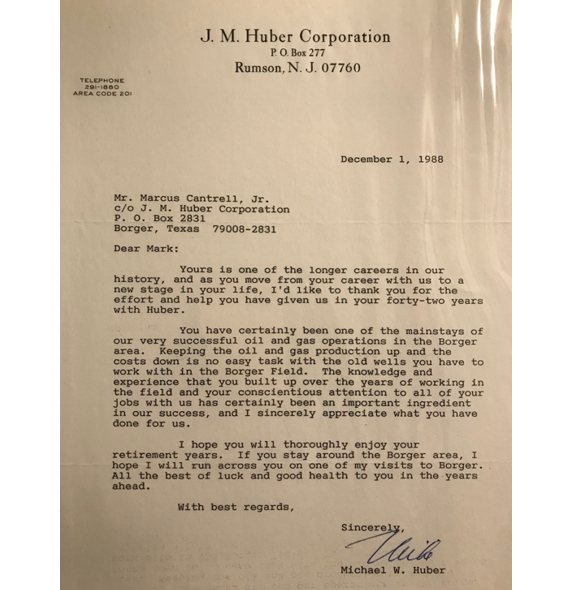 J. M. Huber Corporation
P. O. Box 277
Rumson, N. J. 07760
TELEPHONE
291-1880
AREA CODE 201
December 1, 1988
Mr. Marcus Cantrell, Jr.
c/o J. M. Huber Corporation
P. O. Box 2831
Borger, Texas 79008-2831
Dear Mark:
Yours is one of the longer careers in our
history, and as you move from your career with us to a
new stage in your life, I'd like to thank you for the
effort and help you have given us in your forty-two years
with Huber.
You have certainly been one of the mainstays of
our very successful oil and gas operations in the Borger
area. Keeping the oil and gas production up and the
costs down is no easy task with the old wells you have to
work with in the Borger Field. The knowledge and
experience that you built up over the years of working in
the field and your conscientious attention to all of your
jobs with us has certainly been an important ingredient
in our success, and I sincerely appreciate what you have
done for us.
I hope you will thoroughly enjoy your
retirement years. If you stay around the Borger area, I
hope I will run across you on one of my visits to Borger.
All the best of luck and good health to you in the years
ahead.
With best regards,
Sincerely,
Mike
Michael W. Huber